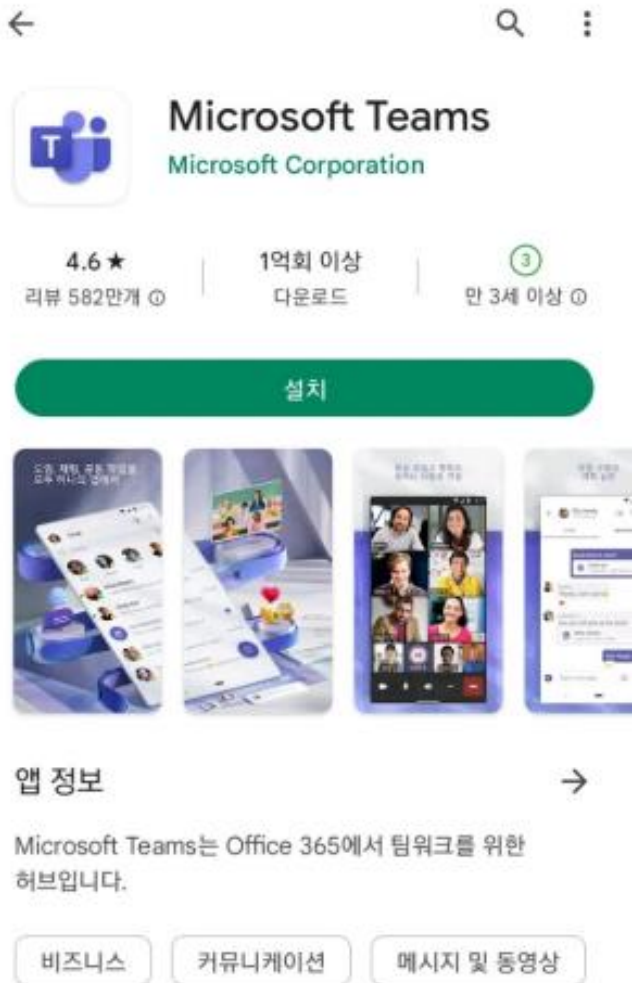 Microsoft Teams
Microsoft Corporation
4.6 ★
리뷰 582만개
1억회 이상
다운로드
3
만 3세 이상
설치
앱 정보
Microsoft Teams는 Office 365에서 팀워크를 위한
허브입니다.
비즈니스
커뮤니케이션
메시지 및 동영상